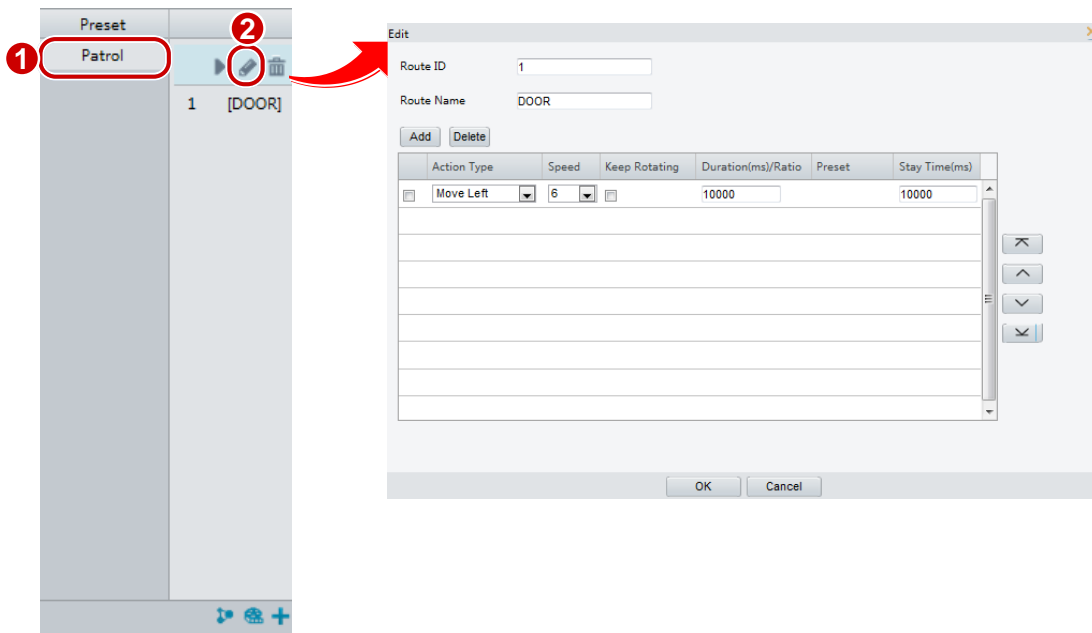 Preset
2
1
Patrol
1 [DOOR]
Edit
Route ID 1
Route Name DOOR
Add Delete
Action Type Speed Keep Rotating Duration(ms)/Ratio Preset Stay Time(ms)
Move Left 6 10000 10000
OK Cancel